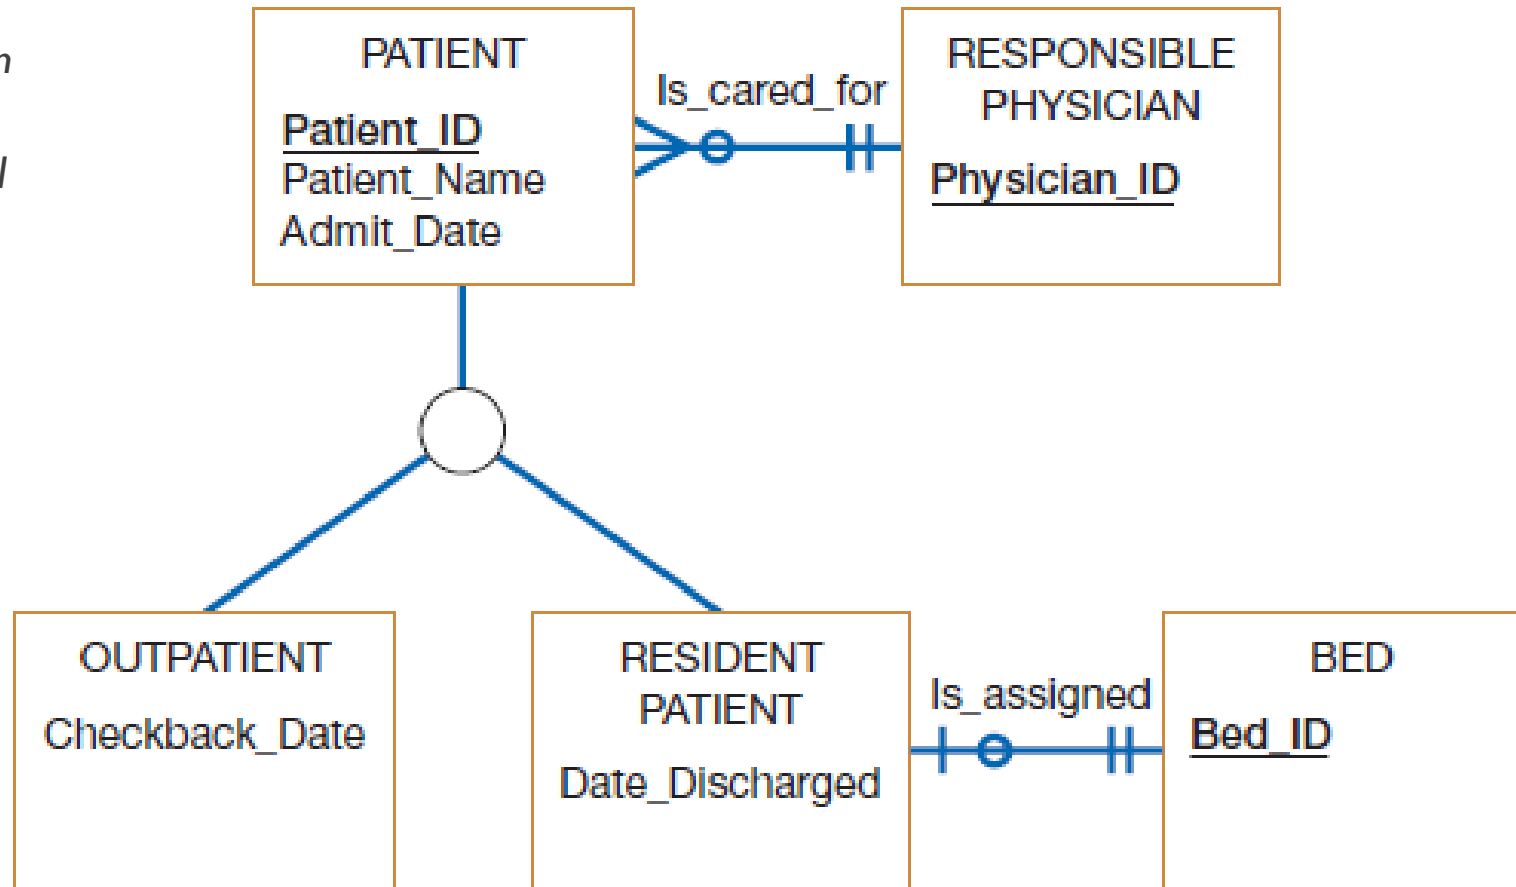 PATIENT
Patient_ID
Patient_Name
Admit_Date
Is_cared_for
RESPONSIBLE
PHYSICIAN
Physician_ID
OUTPATIENT
Checkback_Date
RESIDENT
PATIENT
Date_Discharged
Is_assigned
BED
Bed_ID